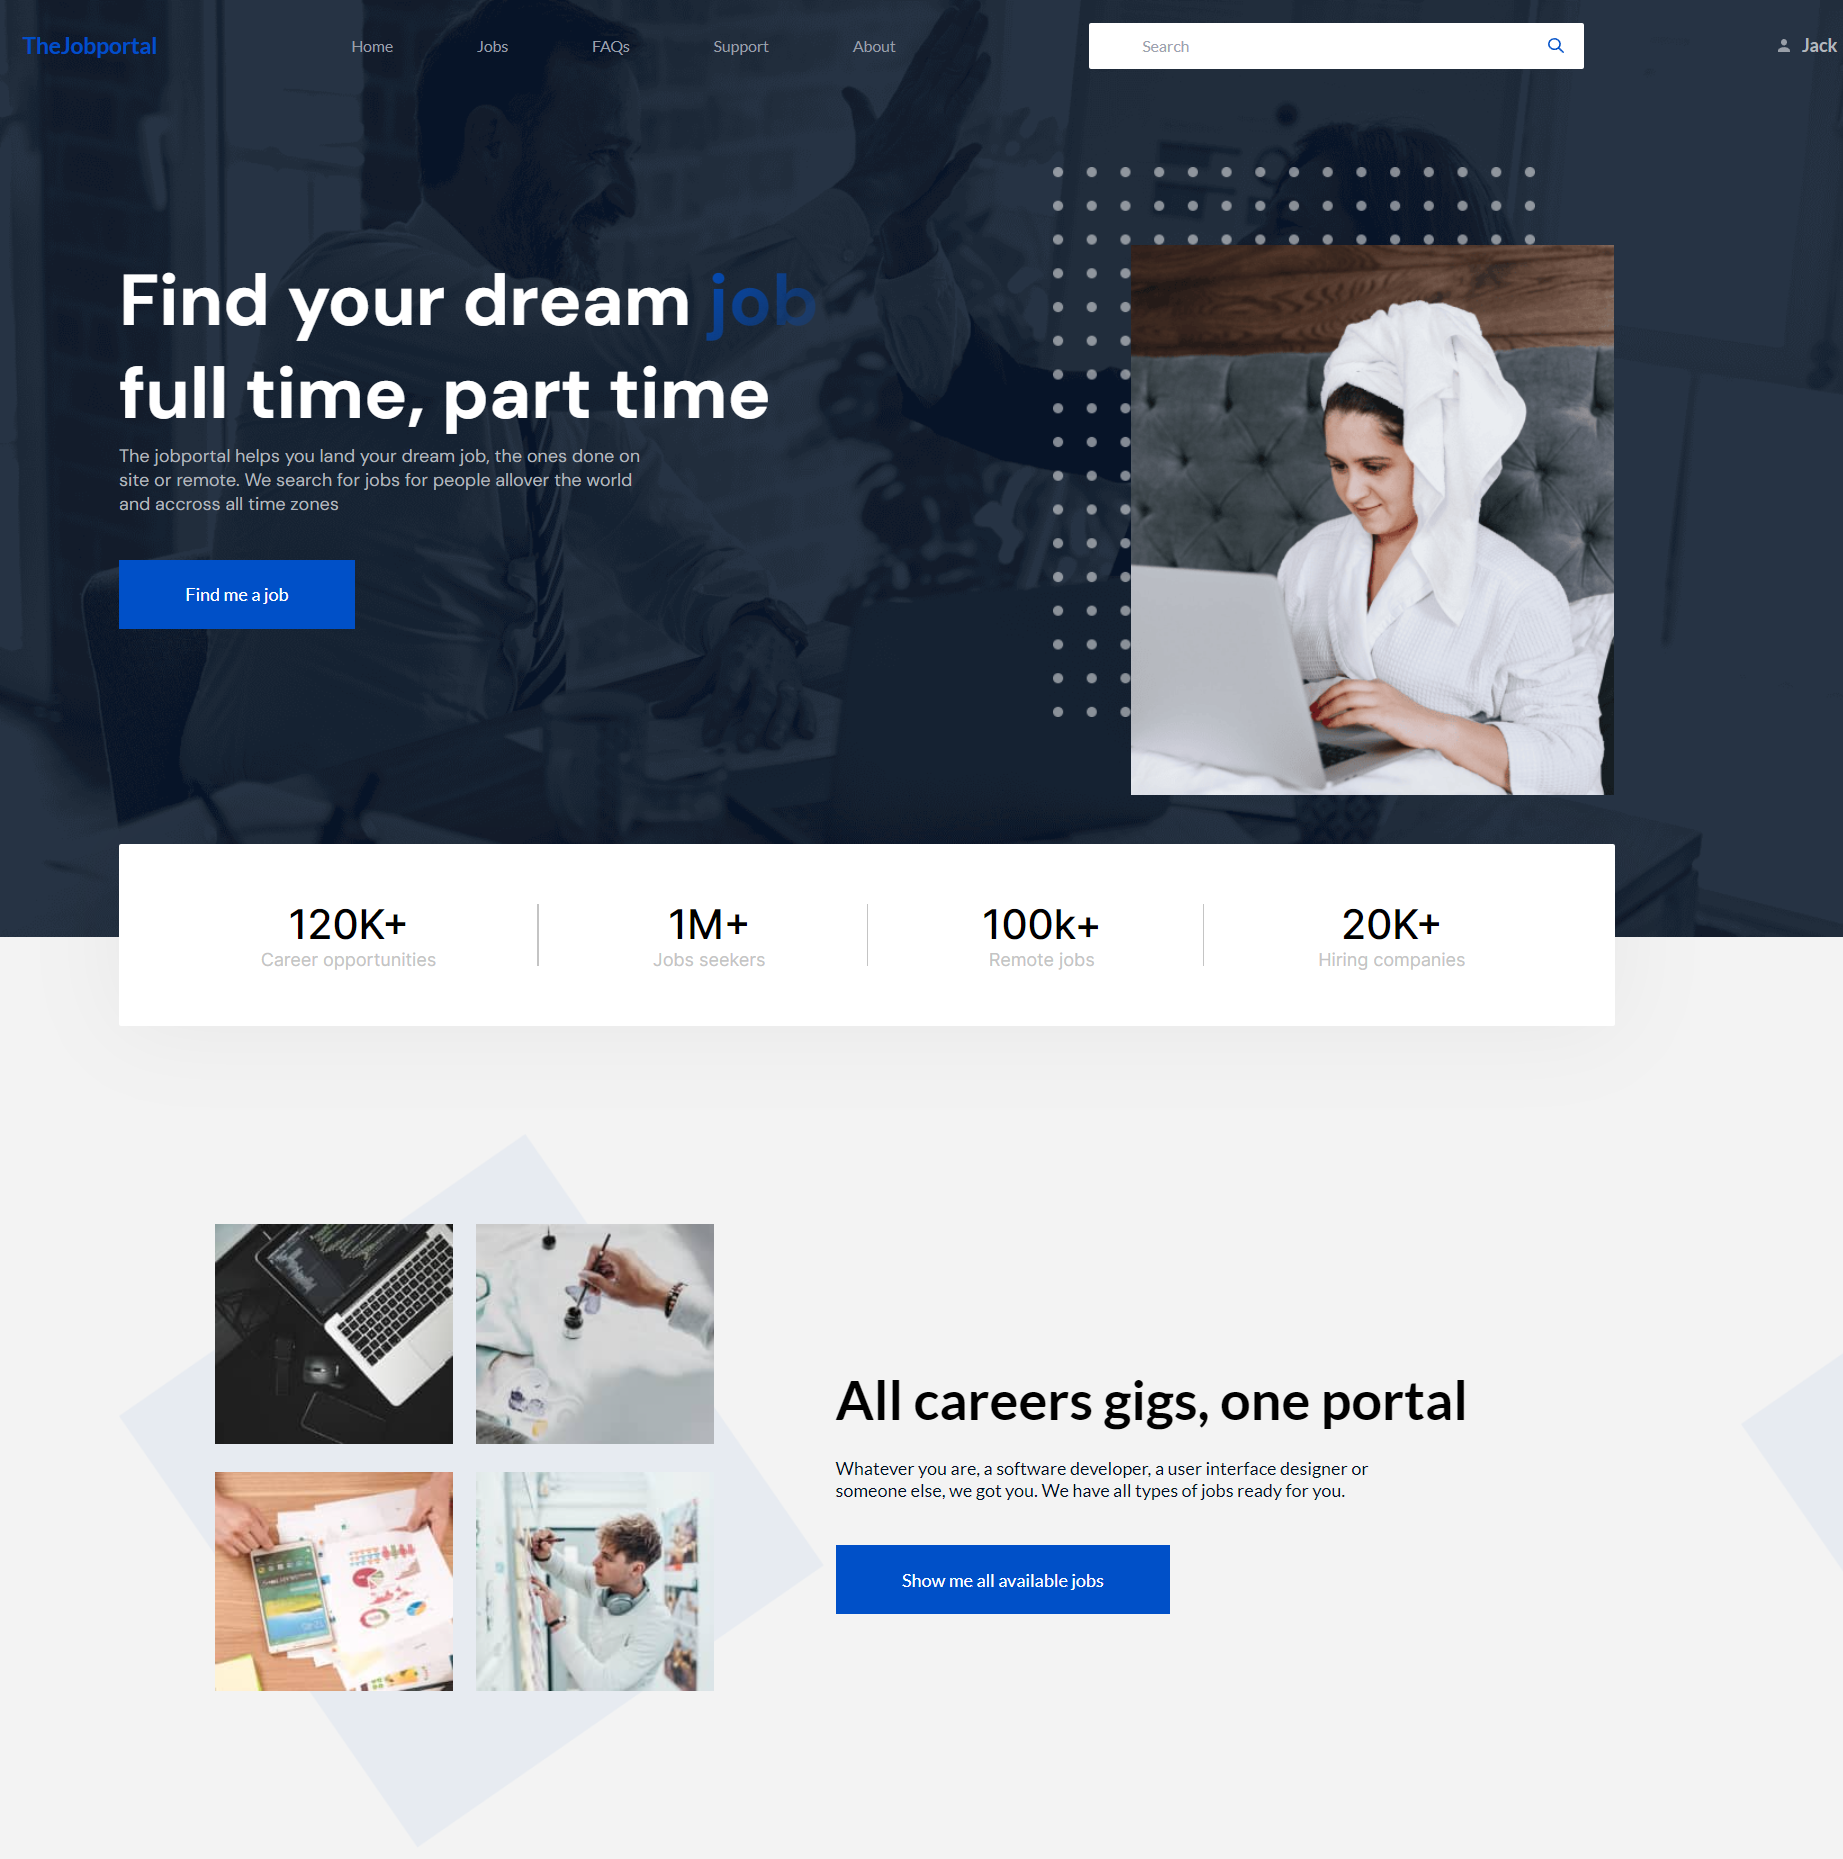 TheJobportal
Home
Jobs
FAQs
Support
About
Search
Jack
Find your dream job
full time, part time
The jobportal helps you land your dream job, the ones done on
site or remote. We search for jobs for people allover the world
and accross all time zones
Find me a job
120K+
Career opportunities
1M+
Jobs seekers
100k+
Remote jobs
20K+
Hiring companies
All careers gigs, one portal
Whatever you are, a software developer, a user interface designer or
someone else, we got you. We have all types of jobs ready for you.
Show me all available jobs